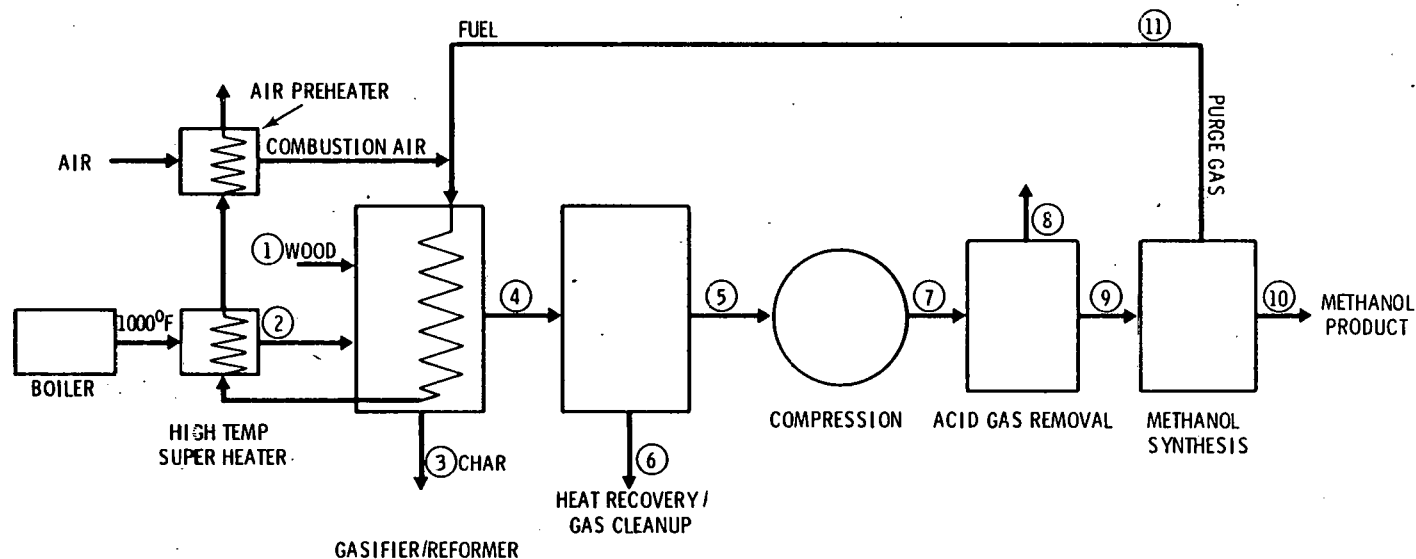 FUEL
11
AIR PREHEATER
PURGE GAS
AIR
COMBUSTION AIR
8
1 WOOD
1000°F
2
4
5
7
9
10
METHANOL
PRODUCT
BOILER
HIGH TEMP
SUPER HEATER
3 CHAR
6
COMPRESSION
ACID GAS REMOVAL
METHANOL
SYNTHESIS
HEAT RECOVERY/
GAS CLEANUP
GASIFIER/REFORMER